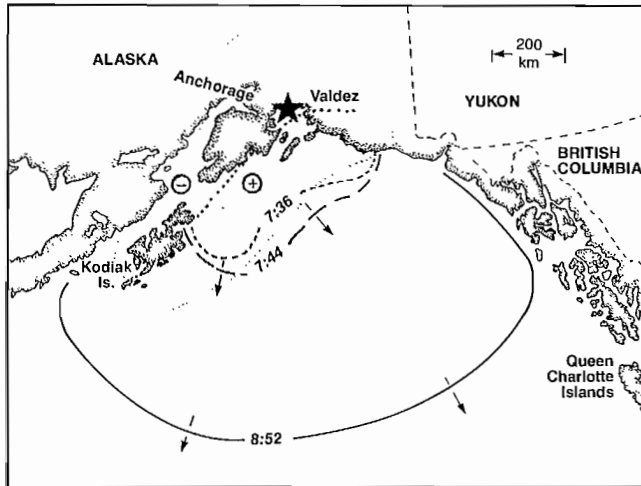 ALASKA
Anchorage
Valdez
200
km
YUKON
BRITISH
COLUMBIA
−
+
7:36
7:44
Kodiak
Is.
Queen
Charlotte
Islands
8:52